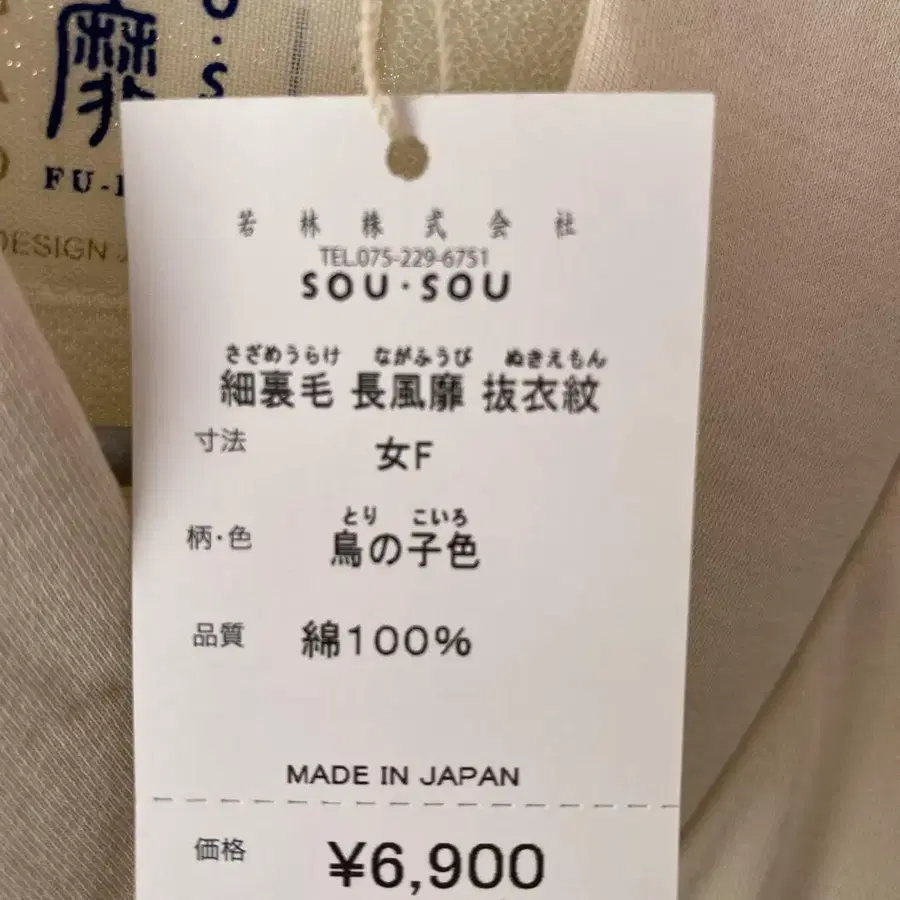 靡
U·S
FU-
DESIGN
若林株式会社
TEL.075-229-6751
SOU·SOU
さざめうらけ ながふうび ぬきえもん
細裏毛 長風靡 抜衣紋
寸法 女F
とり こいろ
柄・色 鳥の子色
品質 綿100%
MADE IN JAPAN
価格 ¥6,900